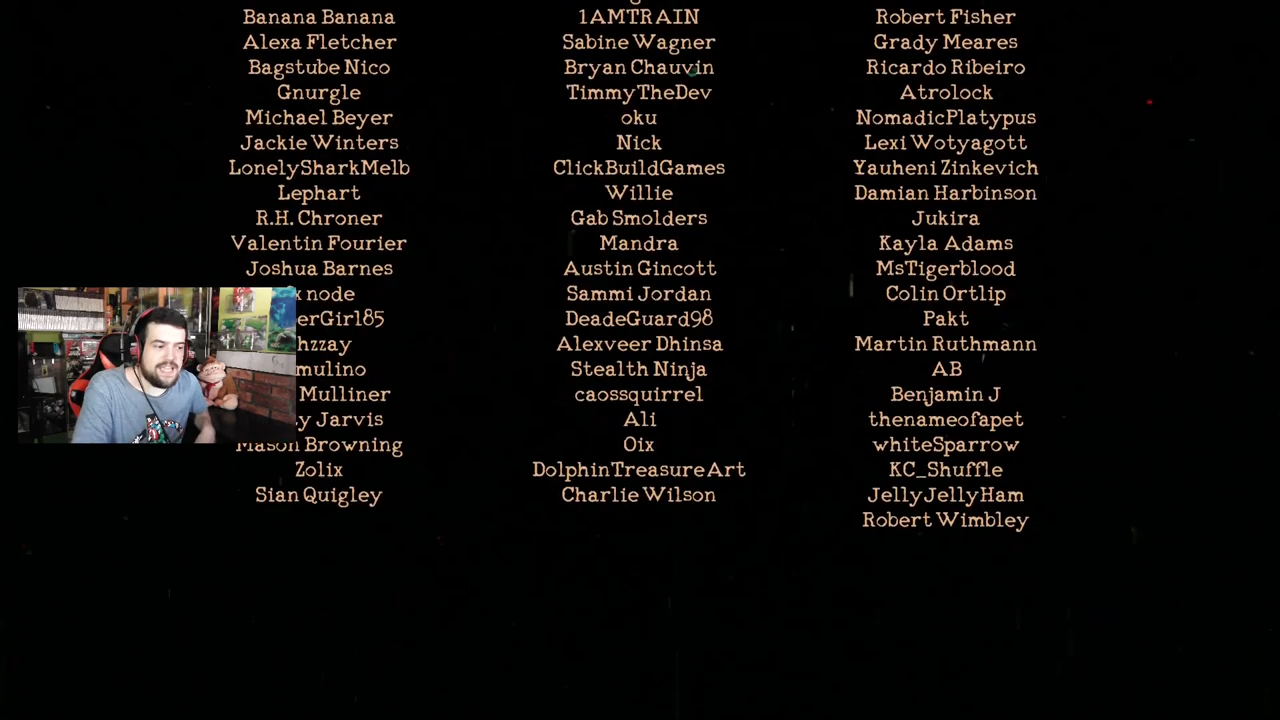 Banana Banana
Alexa Fletcher
Bagstube Nico
Gnurgle
Michael Beyer
Jackie Winters
LonelySharkMelb
Lephart
R.H. Chroner
Valentin Fourier
Joshua Barnes
node
erGirl85
hzzay
mulino
Mulliner
y Jarvis
Mason Browning
Zolix
Sian Quigley
1AMTRAIN
Sabine Wagner
Bryan Chauvin
TimmyTheDev
oku
Nick
ClickBuildGames
Willie
Gab Smolders
Mandra
Austin Gincott
Sammi Jordan
DeadeGuard98
Alexveer Dhinsa
Stealth Ninja
caossquirrel
Ali
Oix
DolphinTreasureArt
Charlie Wilson
Robert Fisher
Grady Meares
Ricardo Ribeiro
Atrolock
NomadicPlatypus
Lexi Wotyagott
Yauheni Zinkevich
Damian Harbinson
Jukira
Kayla Adams
MsTigerblood
Colin Ortlip
Pakt
Martin Ruthmann
AB
Benjamin J
thenameofapet
whiteSparrow
KC_Shuffle
JellyJellyHam
Robert Wimbley